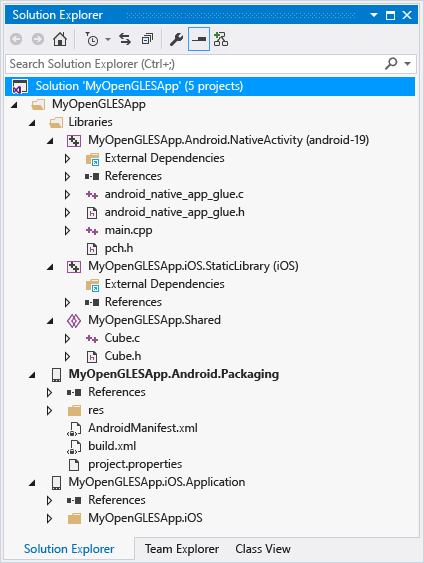 Solution Explorer
Search Solution Explorer (Ctrl+;)
Solution 'MyOpenGLESApp' (5 projects)
MyOpenGLESApp
Libraries
MyOpenGLESApp.Android.NativeActivity (android-19)
External Dependencies
References
android_native_app_glue.c
android_native_app_glue.h
main.cpp
pch.h
MyOpenGLESApp.iOS.StaticLibrary (iOS)
External Dependencies
References
MyOpenGLESApp.Shared
Cube.c
Cube.h
MyOpenGLESApp.Android.Packaging
References
res
AndroidManifest.xml
build.xml
project.properties
MyOpenGLESApp.iOS.Application
References
MyOpenGLESApp.iOS
Solution Explorer Team Explorer Class View